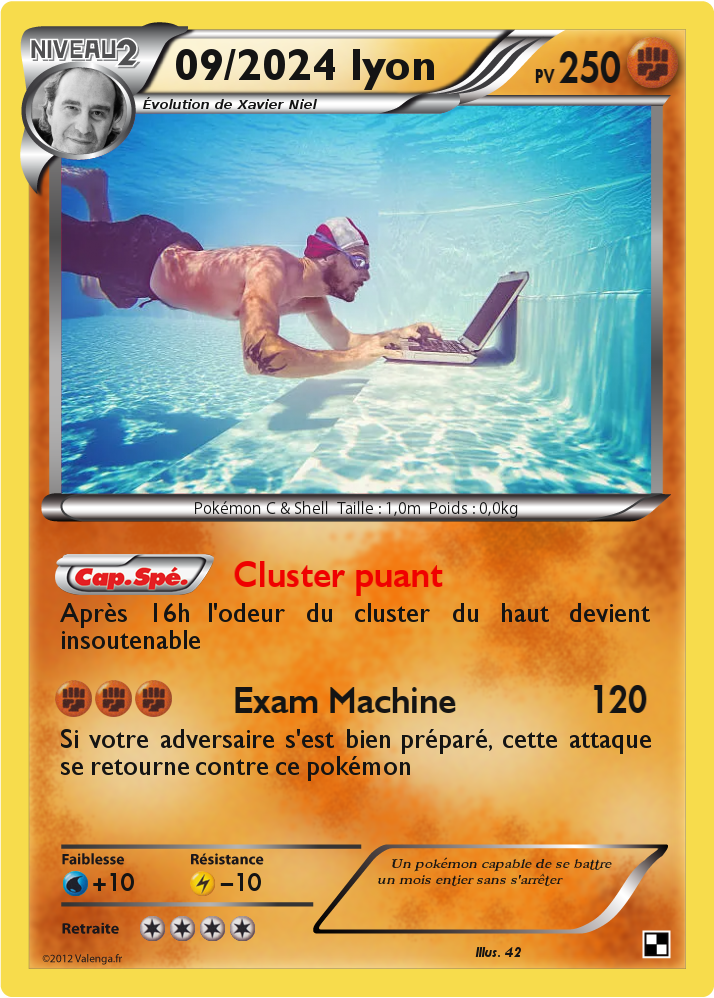 NIVEAU2
09/2024 lyon
PV 250
Évolution de Xavier Niel
Pokémon C & Shell Taille : 1,0m Poids : 0,0kg
Cap.Spé. Cluster puant
Après 16h l'odeur du cluster du haut devient
insoutenable
Exam Machine 120
Si votre adversaire s'est bien préparé, cette attaque
se retourne contre ce pokémon
Faiblesse Résistance
+10 −10
Retraite
Un pokémon capable de se battre
un mois entier sans s'arrêter
Illus. 42
©2012 Valenga.fr